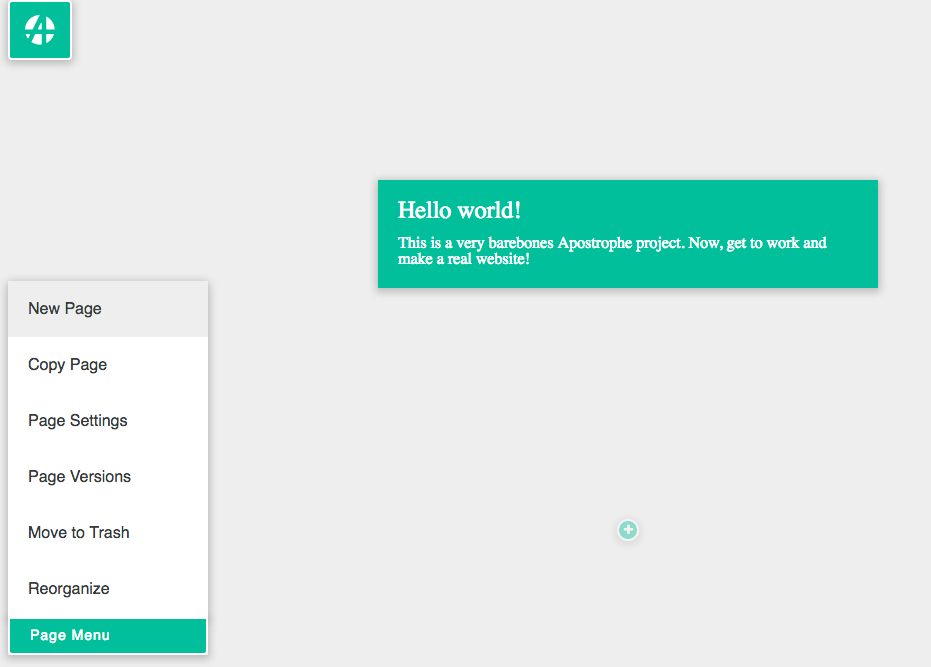 Hello world!
This is a very barebones Apostrophe project. Now, get to work and
make a real website!
New Page
Copy Page
Page Settings
Page Versions
Move to Trash
Reorganize
Page Menu